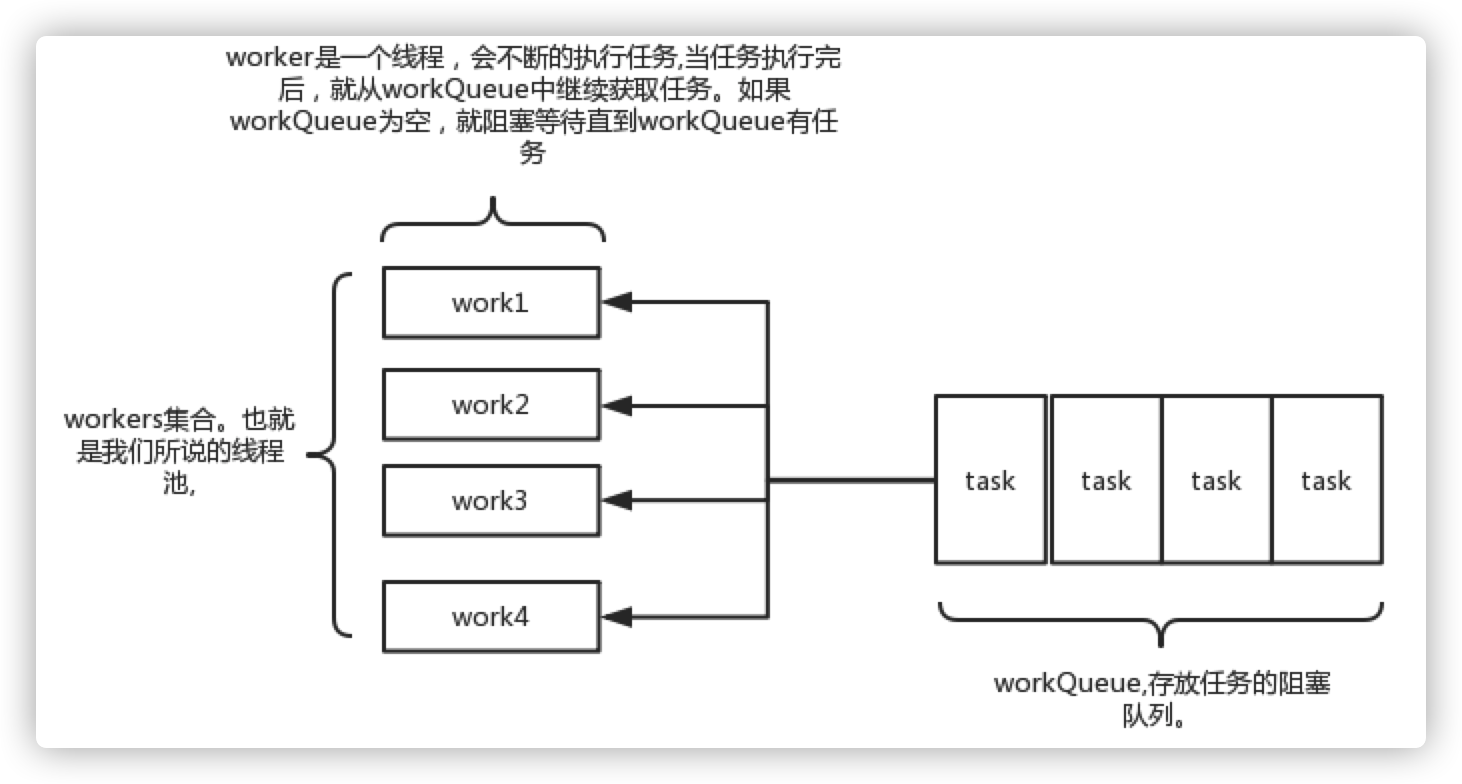 worker是一个线程，会不断的执行任务,当任务执行完
后，就从workQueue中继续获取任务。如果
workQueue为空，就阻塞等待直到workQueue有任
务
work1
work2
work3
work4
workers集合。也就
是我们所说的线程
池,
task
task
task
task
workQueue,存放任务的阻塞
队列。